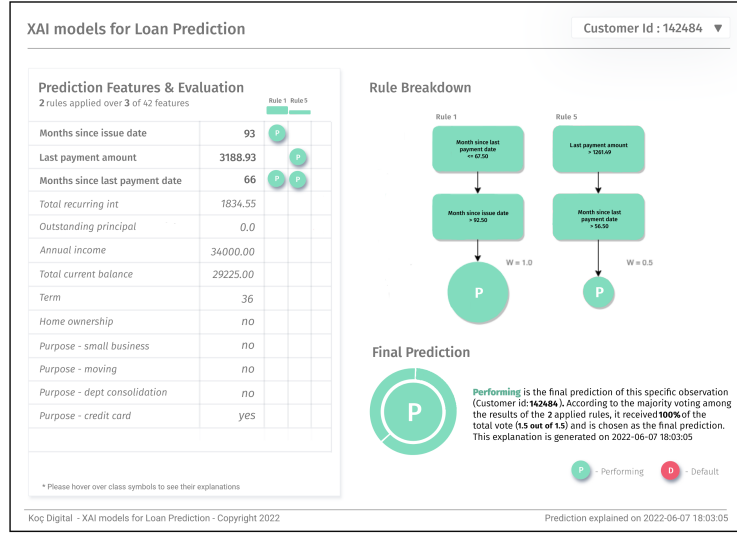 XAI models for Loan Prediction
Customer Id : 142484 ▼
Prediction Features & Evaluation
2 rules applied over 3 of 42 features
Rule 1 Rule 5
Months since issue date 93 P
Last payment amount 3188.93 P
Months since last payment date 66 P P
Total recurring int 1834.55
Outstanding principal 0.0
Annual income 34000.00
Total current balance 29225.00
Term 36
Home ownership no
Purpose - small business no
Purpose - moving no
Purpose - dept consolidation no
Purpose - credit card yes
* Please hover over class symbols to see their explanations
Rule Breakdown
Rule 1
Month since last
payment date
<= 67.50
Month since issue date
> 92.50
W = 1.0
P
Rule 5
Last payment amount
> 1261.49
Month since last
payment date
> 56.50
W = 0.5
P
Final Prediction
P
Performing is the final prediction of this specific observation
(Customer id: 142484 ). According to the majority voting among
the results of the 2 applied rules, it received 100% of the
total vote (1.5 out of 1.5) and is chosen as the final prediction.
This explanation is generated on 2022-06-07 18:03:05
P - Performing D - Default
Koç Digital - XAI models for Loan Prediction - Copyright 2022
Prediction explained on 2022-06-07 18:03:05